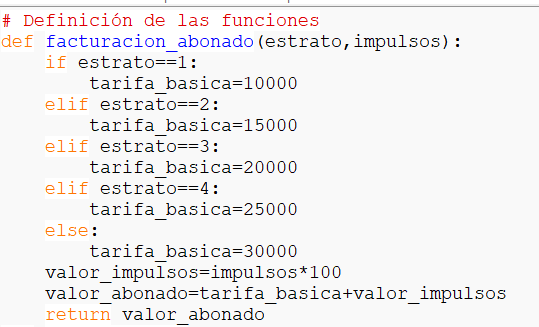 # Definición de las funciones
def facturacion_abonado(estrato,impulsos):
    if estrato==1:
        tarifa_basica=10000
    elif estrato==2:
        tarifa_basica=15000
    elif estrato==3:
        tarifa_basica=20000
    elif estrato==4:
        tarifa_basica=25000
    else:
        tarifa_basica=30000
    valor_impulsos=impulsos*100
    valor_abonado=tarifa_basica+valor_impulsos
    return valor_abonado